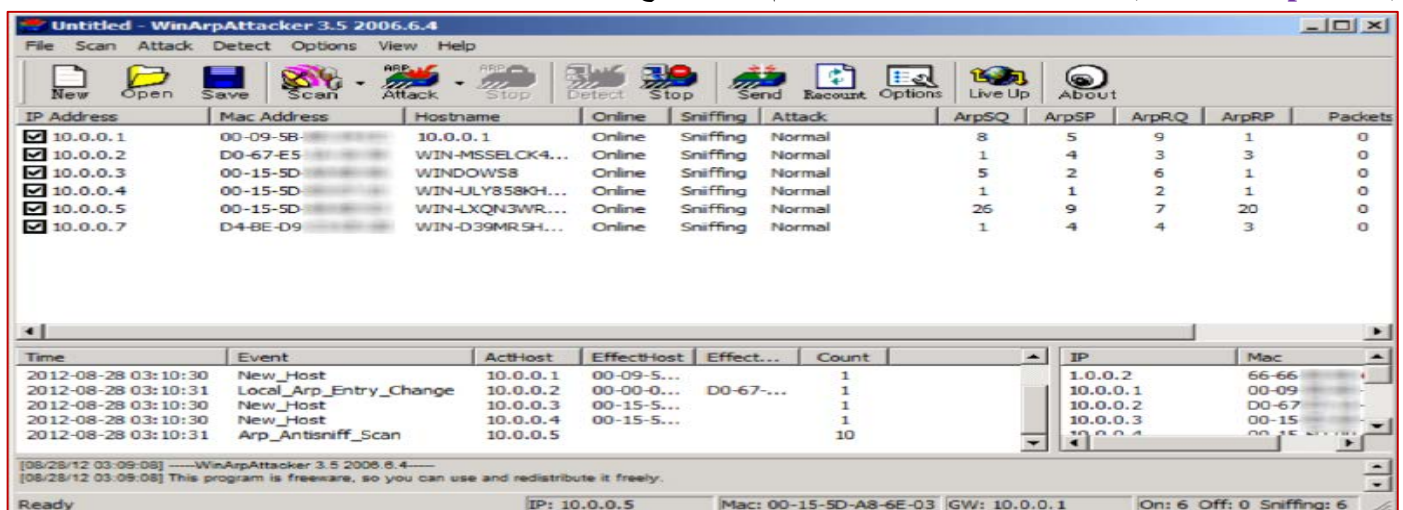 Untitled - WinArpAttacker 3.5 2006.6.4
File Scan Attack Detect Options View Help
New Open Save Scan Attack Stop Detect Stop Send Recount Options Live Up About
IP Address Mac Address Hostname Online Sniffing Attack ArpSQ ArpSP ArpRQ ArpRP Packets
10.0.0.1 00-09-5B- 10.0.0.1 Online Sniffing Normal 8 5 9 1 0
10.0.0.2 D0-67-E5- WIN-MSSELCK4... Online Sniffing Normal 1 4 3 3 0
10.0.0.3 00-15-5D- WINDOWS8 Online Sniffing Normal 5 2 6 1 0
10.0.0.4 00-15-5D- WIN-ULY858KH... Online Sniffing Normal 1 1 2 1 0
10.0.0.5 00-15-5D- WIN-LXQN3WR... Online Sniffing Normal 26 9 7 20 0
10.0.0.7 D4-BE-D9 WIN-D39MRSH... Online Sniffing Normal 1 4 4 3 0
Time Event ActHost EffectHost Effect... Count
2012-08-28 03:10:30 New_Host 10.0.0.1 00-09-5... 1
2012-08-28 03:10:31 Local_Arp_Entry_Change 10.0.0.2 00-00-0... D0-67-... 1
2012-08-28 03:10:30 New_Host 10.0.0.3 00-15-5... 1
2012-08-28 03:10:30 New_Host 10.0.0.4 00-15-5... 1
2012-08-28 03:10:31 Arp_Antisniff_Scan 10.0.0.5 10
IP Mac
1.0.0.2 66-66
10.0.0.1 00-09
10.0.0.2 D0-67
10.0.0.3 00-15
[08/28/12 03:09:08] -----WinArpAttacker 3.5 2006.6.4-----
[08/28/12 03:09:08] This program is freeware, so you can use and redistribute it freely.
Ready IP: 10.0.0.5 Mac: 00-15-5D-A8-6E-03 GW: 10.0.0.1 On: 6 Off: 0 Sniffing: 6